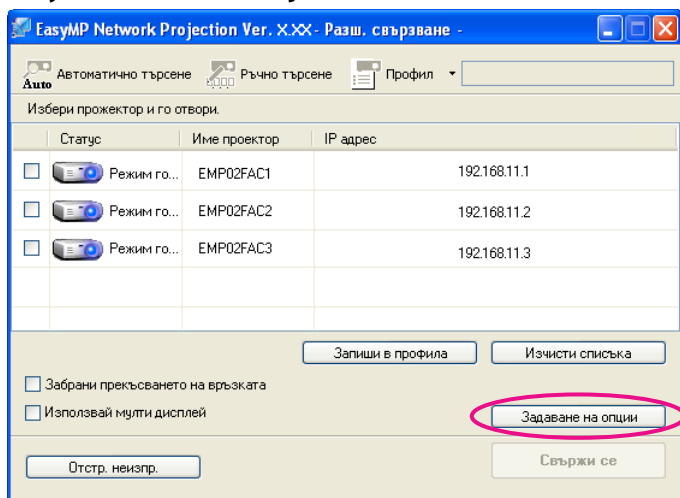 EasyMP Network Projection Ver. X.XX - Разш. свързване -
Auto Автоматично търсене Ръчно търсене Профил
Избери прожектор и го отвори.
Статус Име проектор IP адрес
Режим го... EMP02FAC1 192.168.11.1
Режим го... EMP02FAC2 192.168.11.2
Режим го... EMP02FAC3 192.168.11.3
Запиши в профила Изчисти списъка
Забрани прекъсването на връзката
Използвай мулти дисплей Задаване на опции
Отстр. неизпр. Свържи се